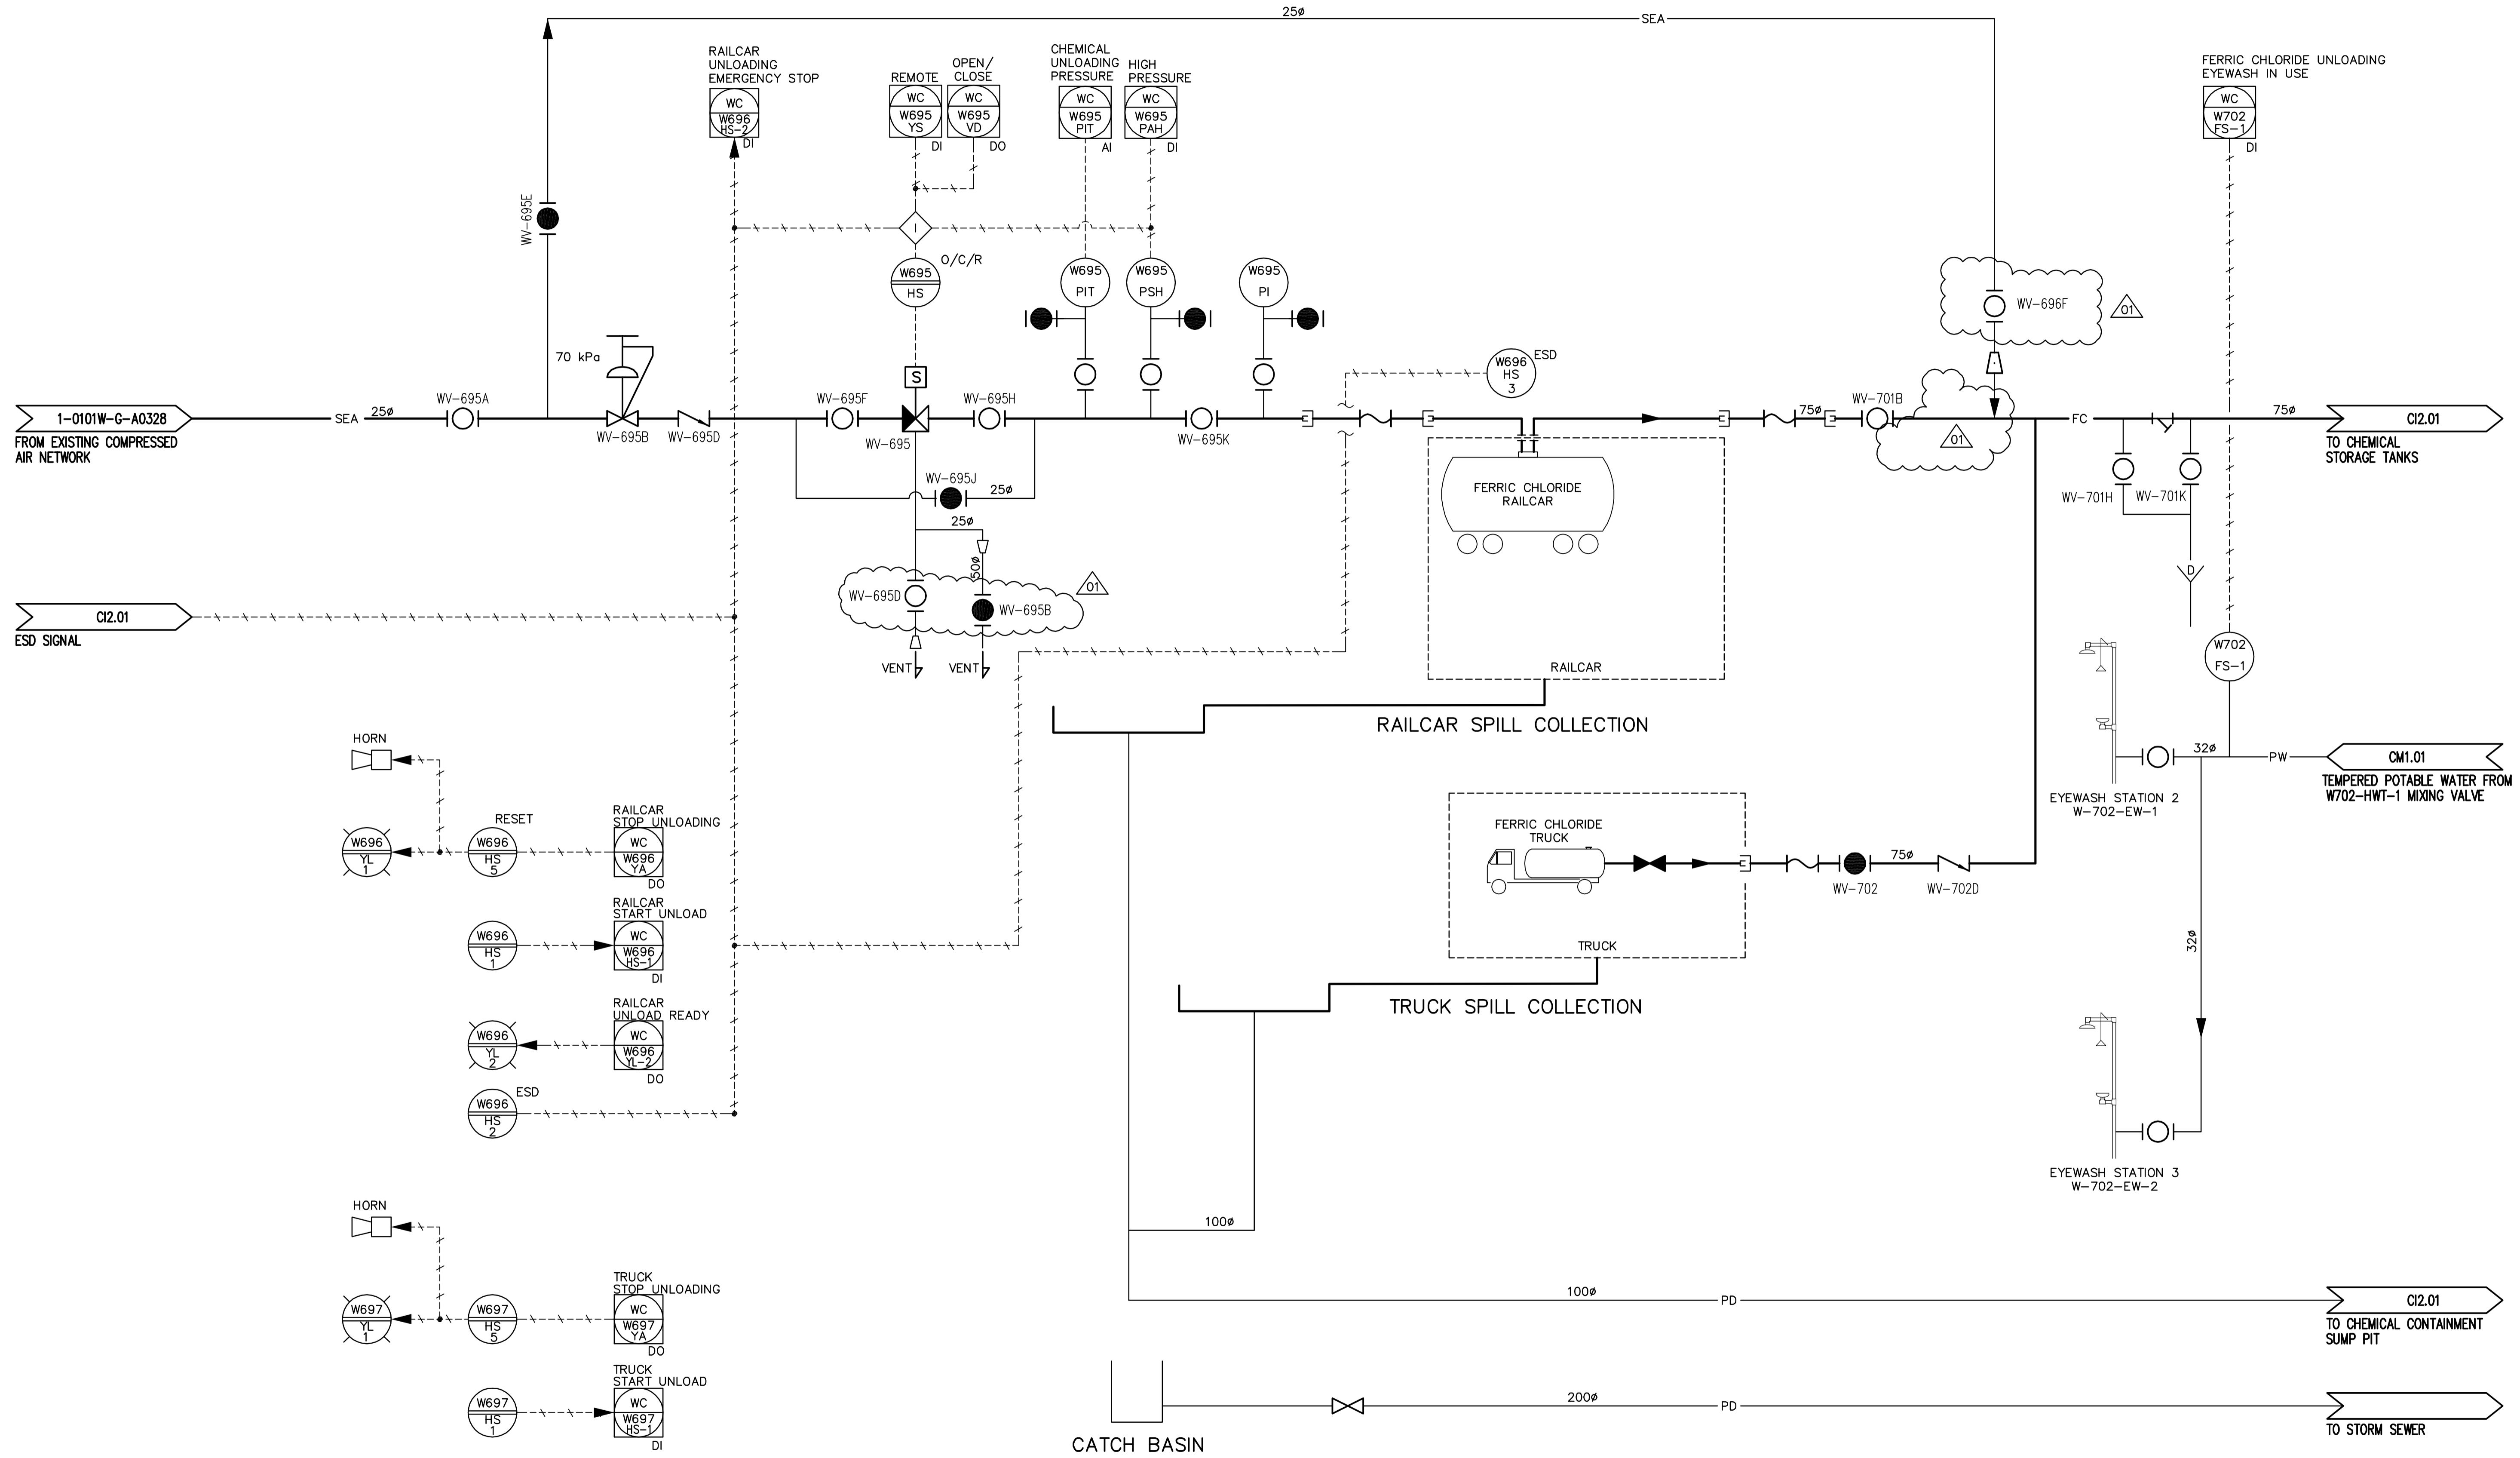 25ø
SEA
RAILCAR
UNLOADING
EMERGENCY STOP
WC
W696
HS-2
DI
REMOTE
WC
W695
YS
DI
OPEN/
CLOSE
WC
W695
VD
DO
CHEMICAL
UNLOADING
PRESSURE
WC
W695
PIT
AI
HIGH
PRESSURE
WC
W695
PAH
DI
FERRIC CHLORIDE UNLOADING
EYEWASH IN USE
WC
W702
FS-1
DI
WV-695E
I
O/C/R
W695
HS
W695
PIT
W695
PSH
W695
PI
WV-696F
01
70 kPa
S
W696
HS
3
ESD
1-0101W-G-A0328
FROM EXISTING COMPRESSED
AIR NETWORK
SEA
25ø
WV-695A
WV-695B
WV-695D
WV-695F
WV-695
WV-695H
WV-695K
75ø
WV-701B
01
FC
75ø
CI2.01
TO CHEMICAL
STORAGE TANKS
WV-695J
25ø
25ø
50ø
FERRIC CHLORIDE
RAILCAR
WV-701H
WV-701K
D
WV-695D
WV-695B
01
VENT
VENT
CI2.01
ESD SIGNAL
RAILCAR
RAILCAR SPILL COLLECTION
W702
FS-1
32ø
PW
CM1.01
TEMPERED POTABLE WATER FROM
W702-HWT-1 MIXING VALVE
EYEWASH STATION 2
W-702-EW-1
HORN
RESET
W696
YL
1
W696
HS
5
RAILCAR
STOP UNLOADING
WC
W696
YA
DO
FERRIC CHLORIDE
TRUCK
WV-702
75ø
WV-702D
TRUCK
TRUCK SPILL COLLECTION
32ø
W696
HS
1
RAILCAR
START UNLOAD
WC
W696
HS-1
DI
W696
YL
2
RAILCAR
UNLOAD READY
WC
W696
YL-2
DO
W696
HS
2
ESD
EYEWASH STATION 3
W-702-EW-2
HORN
100ø
W697
YL
1
W697
HS
5
TRUCK
STOP UNLOADING
WC
W697
YA
DO
100ø
PD
CI2.01
TO CHEMICAL CONTAINMENT
SUMP PIT
W697
HS
1
TRUCK
START UNLOAD
WC
W697
HS-1
DI
CATCH BASIN
200ø
PD
TO STORM SEWER